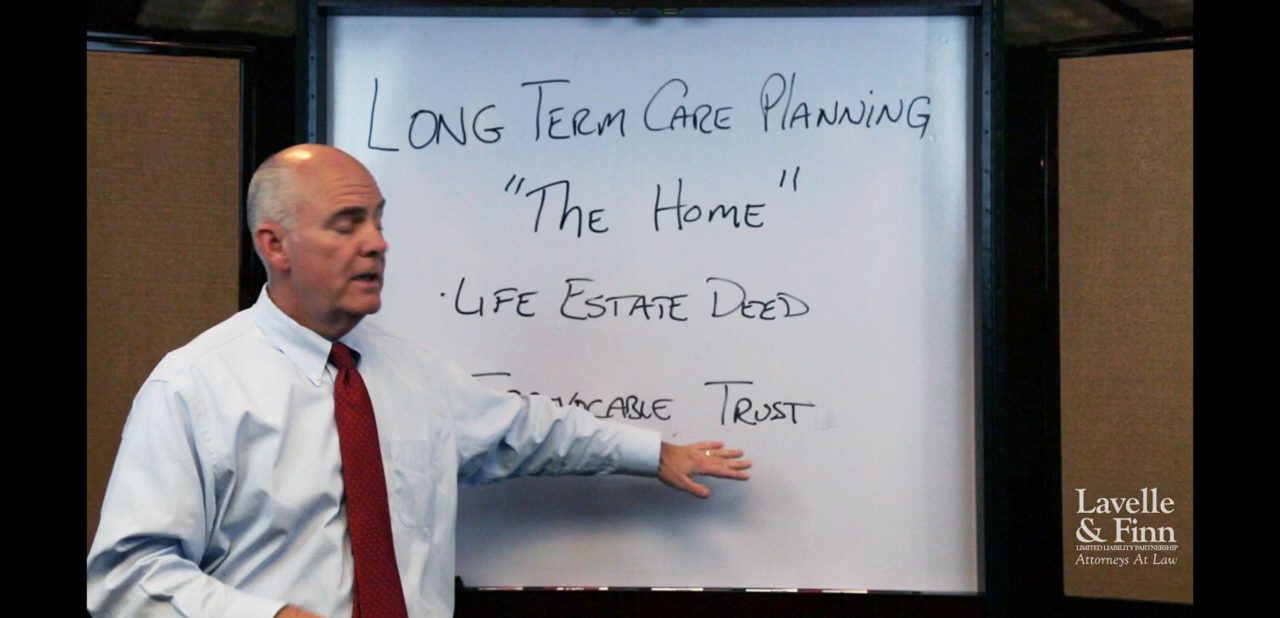 LONG TERM CARE PLANNING
"THE HOME"
· LIFE ESTATE DEED
TRUST
Lavelle
& Finn
LIMITED LIABILITY PARTNERSHIP
Attorneys At Law